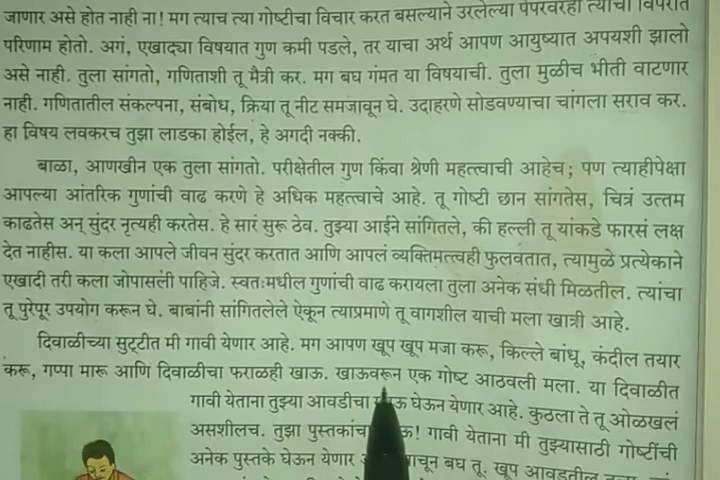 जाणार असे होत नाही ना! मग त्याच त्या गोष्टीचा विचार करत बसल्याने उरलेल्या पेपरवरही त्याचा विपरीत
परिणाम होतो. अगं, एखाद्या विषयात गुण कमी पडले, तर याचा अर्थ आपण आयुष्यात अपयशी झालो
असे नाही. तुला सांगतो, गणिताशी तू मैत्री कर. मग बघ गंमत या विषयाची. तुला मुळीच भीती वाटणार
नाही. गणितातील संकल्पना, संबोध, क्रिया तू नीट समजावून घे. उदाहरणे सोडवण्याचा चांगला सराव कर.
हा विषय लवकरच तुझा लाडका होईल, हे अगदी नक्की.
बाळा, आणखीन एक तुला सांगतो. परीक्षेतील गुण किंवा श्रेणी महत्त्वाची आहेच; पण त्याहीपेक्षा
आपल्या आंतरिक गुणांची वाढ करणे हे अधिक महत्त्वाचे आहे. तू गोष्टी छान सांगतेस, चित्रं उत्तम
काढतेस अन् सुंदर नृत्यही करतेस. हे सारं सुरू ठेव. तुझ्या आईने सांगितले, की हल्ली तू यांकडे फारसं लक्ष
देत नाहीस. या कला आपले जीवन सुंदर करतात आणि आपलं व्यक्तिमत्त्वही फुलवतात, त्यामुळे प्रत्येकाने
एखादी तरी कला जोपासली पाहिजे. स्वतःमधील गुणांची वाढ करायला तुला अनेक संधी मिळतील. त्यांचा
तू पुरेपूर उपयोग करून घे. बाबांनी सांगितलेले ऐकून त्याप्रमाणे तू वागशील याची मला खात्री आहे.
दिवाळीच्या सुट्टीत मी गावी येणार आहे. मग आपण खूप खूप मजा करू, किल्ले बांधू, कंदील तयार
करू, गप्पा मारू आणि दिवाळीचा फराळही खाऊ. खाऊवरून एक गोष्ट आठवली मला. या दिवाळीत
गावी येताना तुझ्या आवडीचा घेऊन येणार आहे. कुठला ते तू ओळखलं
असशीलच. तुझा पुस्तकांचा गावी येताना मी तुझ्यासाठी गोष्टींची
अनेक पुस्तके घेऊन येणार बघ तू. खूप आवडतील